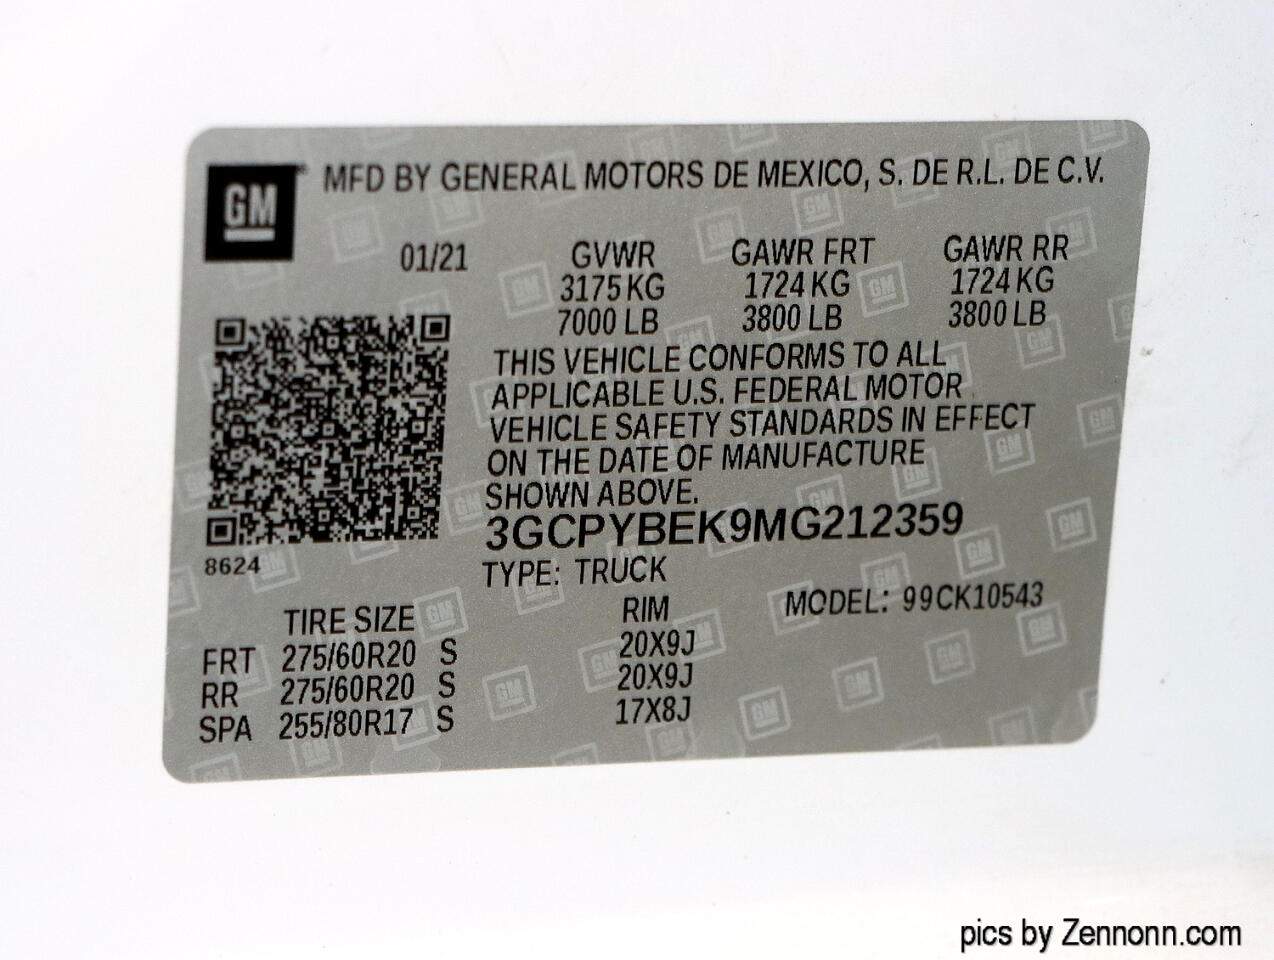 GM MFD BY GENERAL MOTORS DE MEXICO, S. DE R.L. DE C.V.
01/21 GVWR GAWR FRT GAWR RR
3175 KG 1724 KG 1724 KG
7000 LB 3800 LB 3800 LB
THIS VEHICLE CONFORMS TO ALL
APPLICABLE U.S. FEDERAL MOTOR
VEHICLE SAFETY STANDARDS IN EFFECT
ON THE DATE OF MANUFACTURE
SHOWN ABOVE.
3GCPYBEK9MG212359
8624
TYPE: TRUCK
MODEL: 99CK10543
TIRE SIZE RIM
FRT 275/60R20 S 20X9J
RR 275/60R20 S 20X9J
SPA 255/80R17 S 17X8J
pics by Zennonn.com